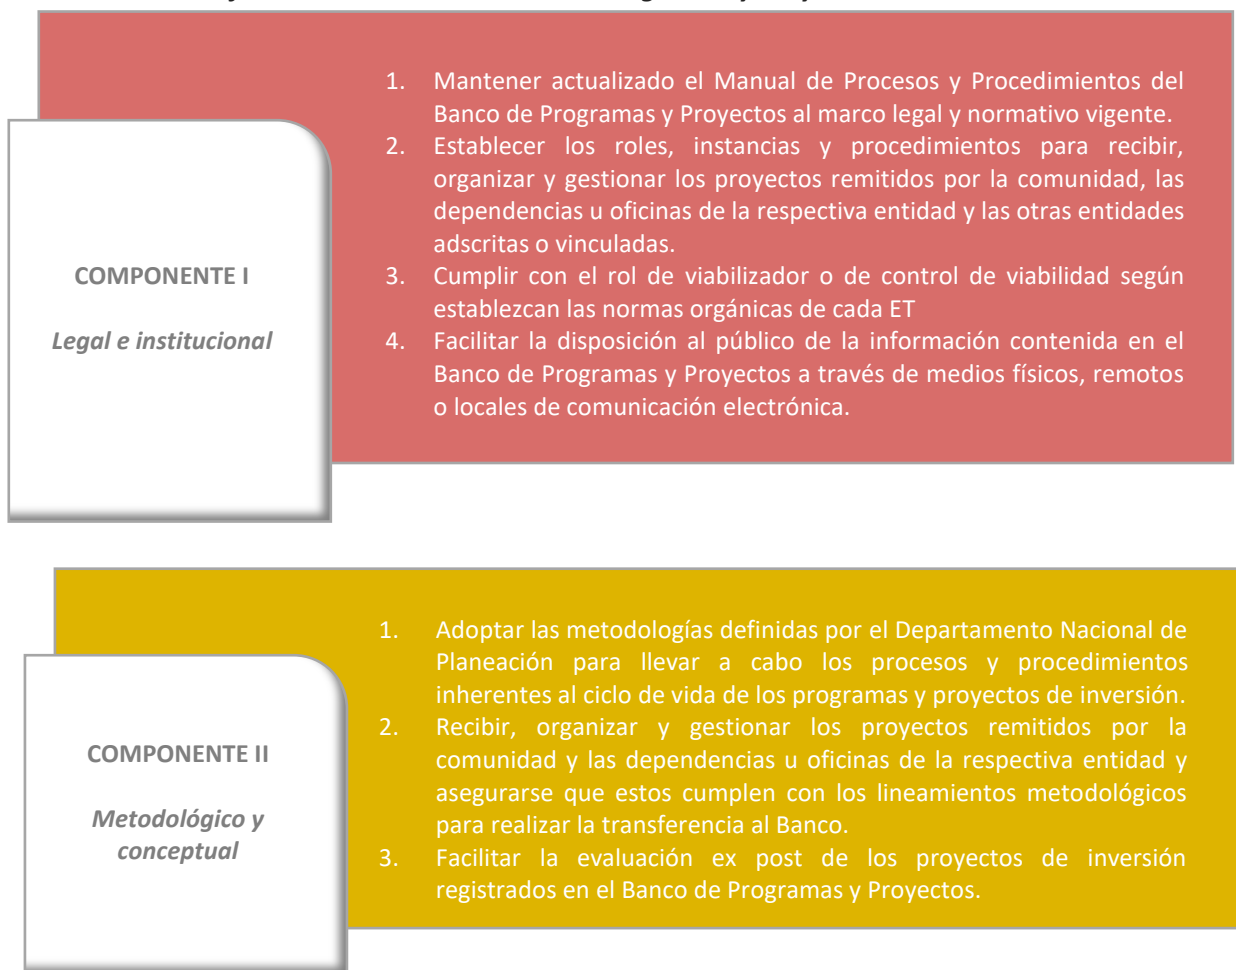 COMPONENTE I
Legal e institucional
1. Mantener actualizado el Manual de Procesos y Procedimientos del
Banco de Programas y Proyectos al marco legal y normativo vigente.
2. Establecer los roles, instancias y procedimientos para recibir,
organizar y gestionar los proyectos remitidos por la comunidad, las
dependencias u oficinas de la respectiva entidad y las otras entidades
adscritas o vinculadas.
3. Cumplir con el rol de viabilizador o de control de viabilidad según
establezcan las normas orgánicas de cada ET
4. Facilitar la disposición al público de la información contenida en el
Banco de Programas y Proyectos a través de medios físicos, remotos
o locales de comunicación electrónica.
COMPONENTE II
Metodológico y
conceptual
1. Adoptar las metodologías definidas por el Departamento Nacional de
Planeación para llevar a cabo los procesos y procedimientos
inherentes al ciclo de vida de los programas y proyectos de inversión.
2. Recibir, organizar y gestionar los proyectos remitidos por la
comunidad y las dependencias u oficinas de la respectiva entidad y
asegurarse que estos cumplen con los lineamientos metodológicos
para realizar la transferencia al Banco.
3. Facilitar la evaluación ex post de los proyectos de inversión
registrados en el Banco de Programas y Proyectos.